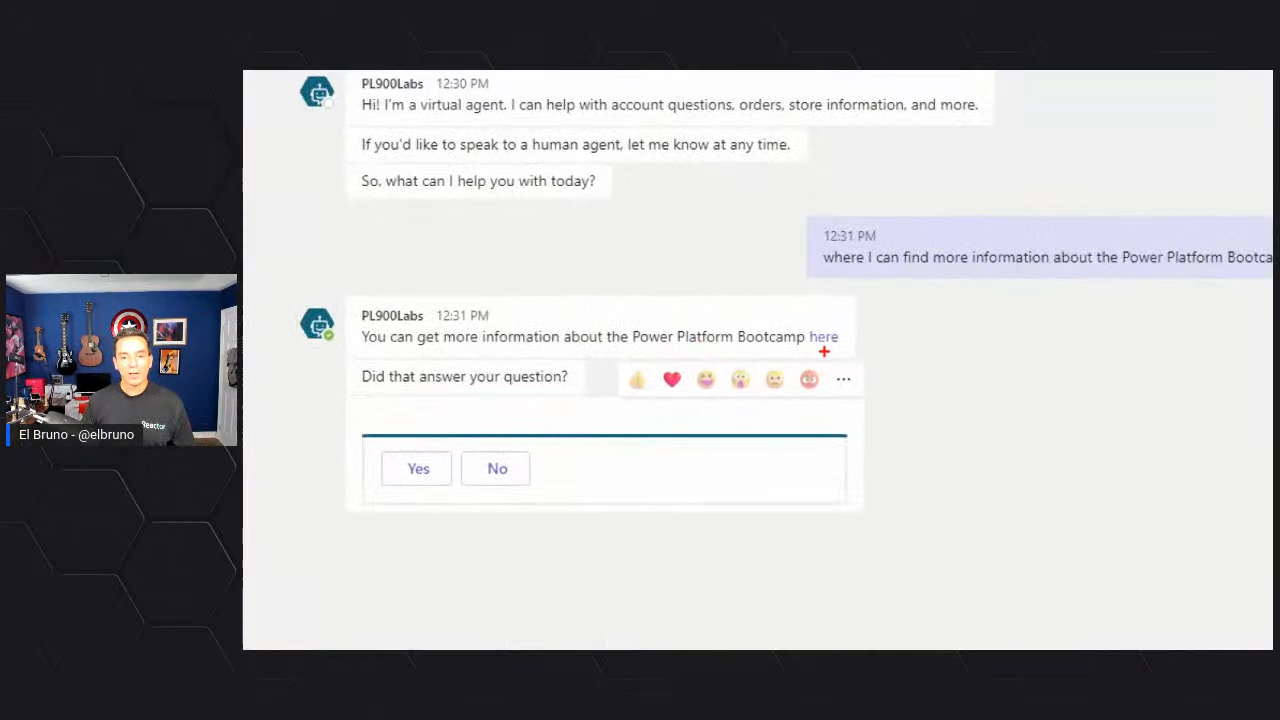 PL900Labs 12:30 PM
Hi! I'm a virtual agent. I can help with account questions, orders, store information, and more.
If you'd like to speak to a human agent, let me know at any time.
So, what can I help you with today?
12:31 PM
where I can find more information about the Power Platform Bootca
PL900Labs 12:31 PM
You can get more information about the Power Platform Bootcamp here
Did that answer your question?
Yes No
Reactor
El Bruno - @elbruno